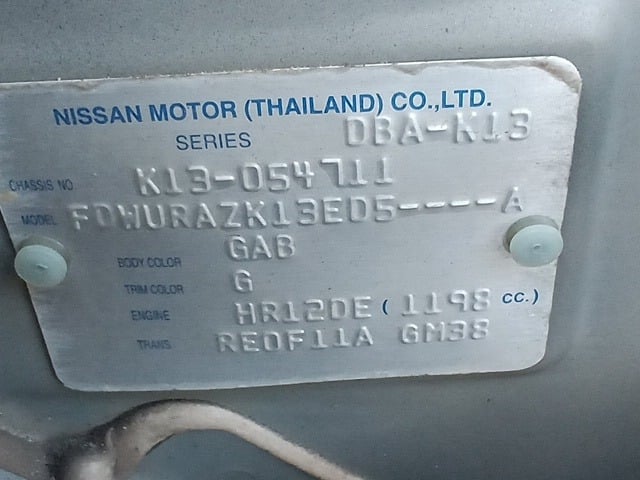 NISSAN MOTOR (THAILAND) CO.,LTD.
SERIES DBA-K13
CHASSIS NO K13-054711
MODEL FDWURAZK13ED5----A
BODY COLOR GAB
TRIM COLOR G
ENGINE HR12DE ( 1198 CC.)
TRANS REOF11A GM38